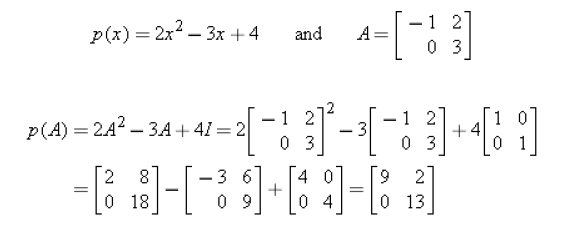 p(x) = 2x² − 3x + 4 and A = [ −1 2 ; 0 3 ]
p(A) = 2A² − 3A + 4I = 2[ −1 2 ; 0 3 ]² − 3[ −1 2 ; 0 3 ] + 4[ 1 0 ; 0 1 ]
= [ 2 8 ; 0 18 ] − [ −3 6 ; 0 9 ] + [ 4 0 ; 0 4 ] = [ 9 2 ; 0 13 ]